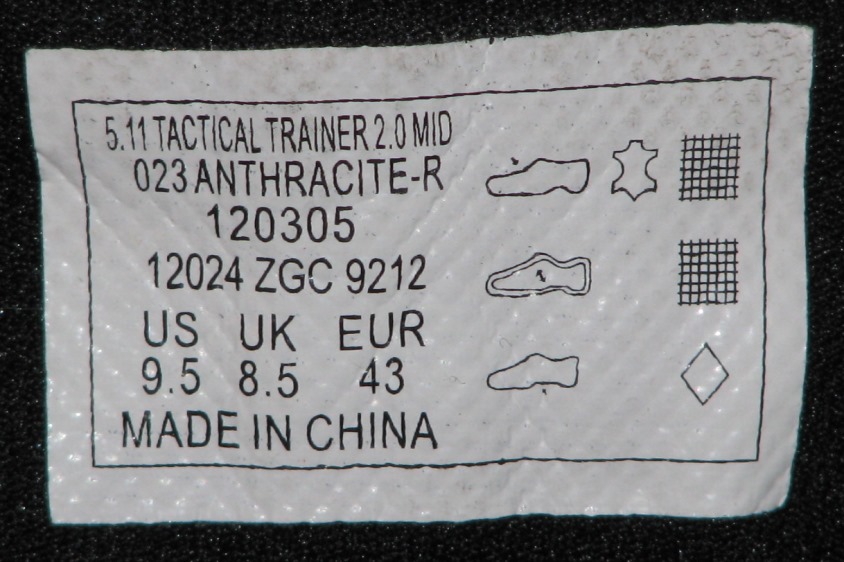 5.11 TACTICAL TRAINER 2.0 MID
023 ANTHRACITE-R
120305
12024 ZGC 9212
US UK EUR
9.5 8.5 43
MADE IN CHINA